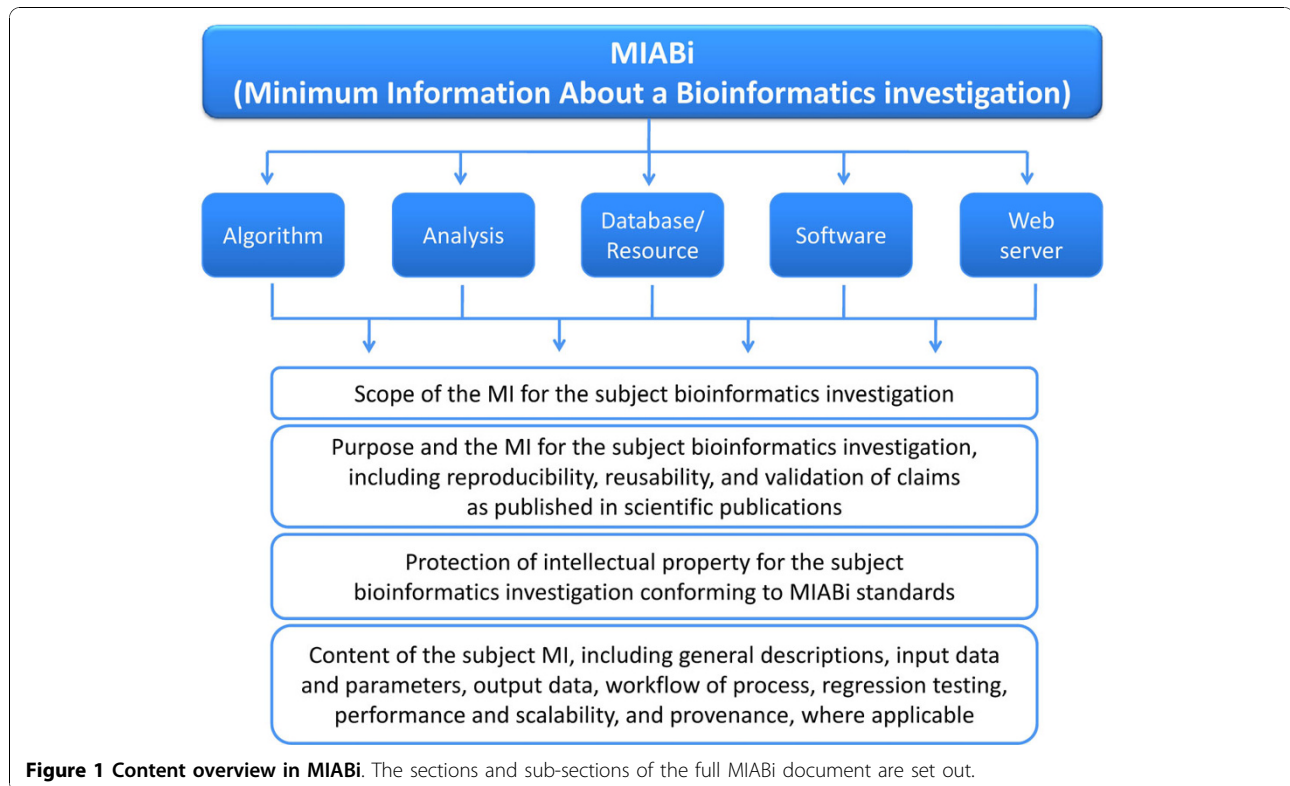 MIABi
(Minimum Information About a Bioinformatics investigation)
Algorithm
Analysis
Database/
Resource
Software
Web
server
Scope of the MI for the subject bioinformatics investigation
Purpose and the MI for the subject bioinformatics investigation,
including reproducibility, reusability, and validation of claims
as published in scientific publications
Protection of intellectual property for the subject
bioinformatics investigation conforming to MIABi standards
Content of the subject MI, including general descriptions, input data
and parameters, output data, workflow of process, regression testing,
performance and scalability, and provenance, where applicable
Figure 1 Content overview in MIABi. The sections and sub-sections of the full MIABi document are set out.